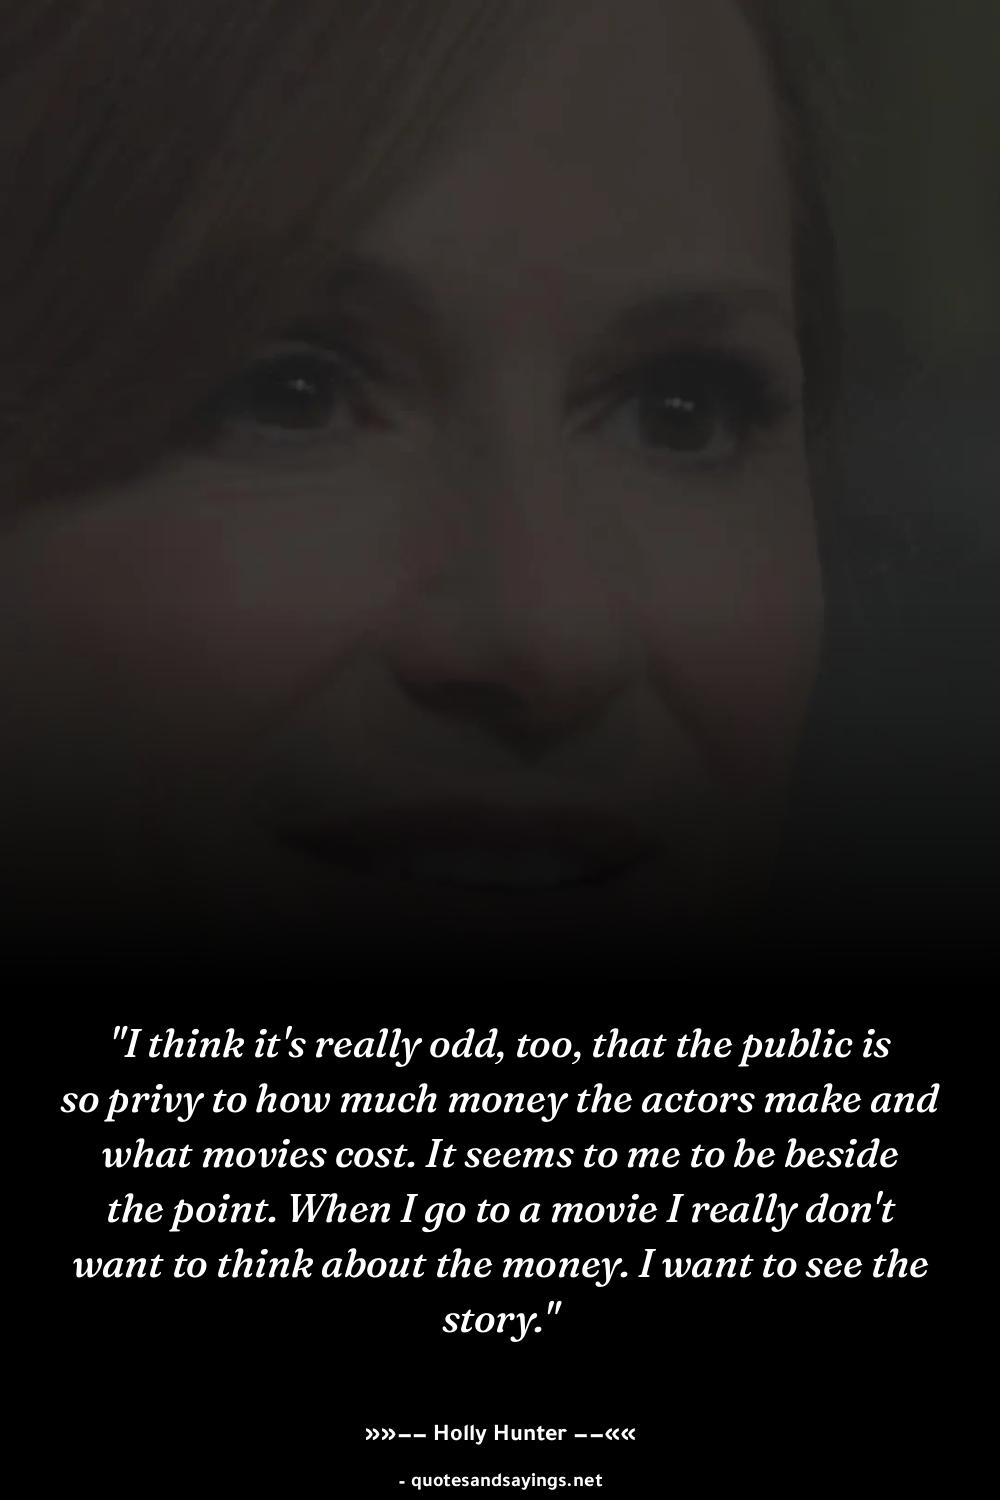 "I think it's really odd, too, that the public is
so privy to how much money the actors make and
what movies cost. It seems to me to be beside
the point. When I go to a movie I really don't
want to think about the money. I want to see the
story."
»»–– Holly Hunter ––««
- quotesandsayings.net